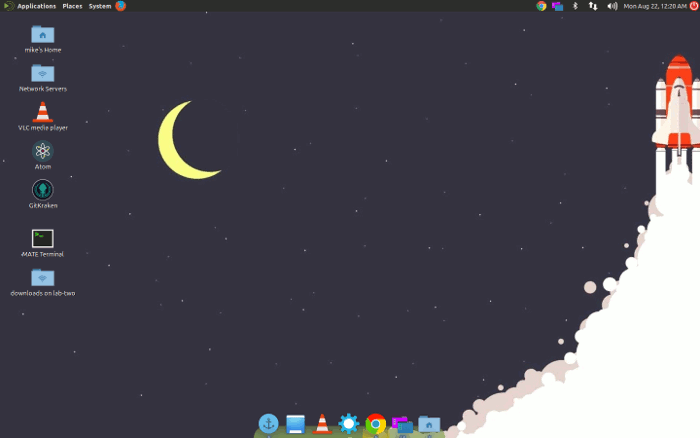 Applications Places System
Mon Aug 22, 12:20 AM
mike's Home
Network Servers
VLC media player
Atom
GitKraken
MATE Terminal
downloads on lab-two